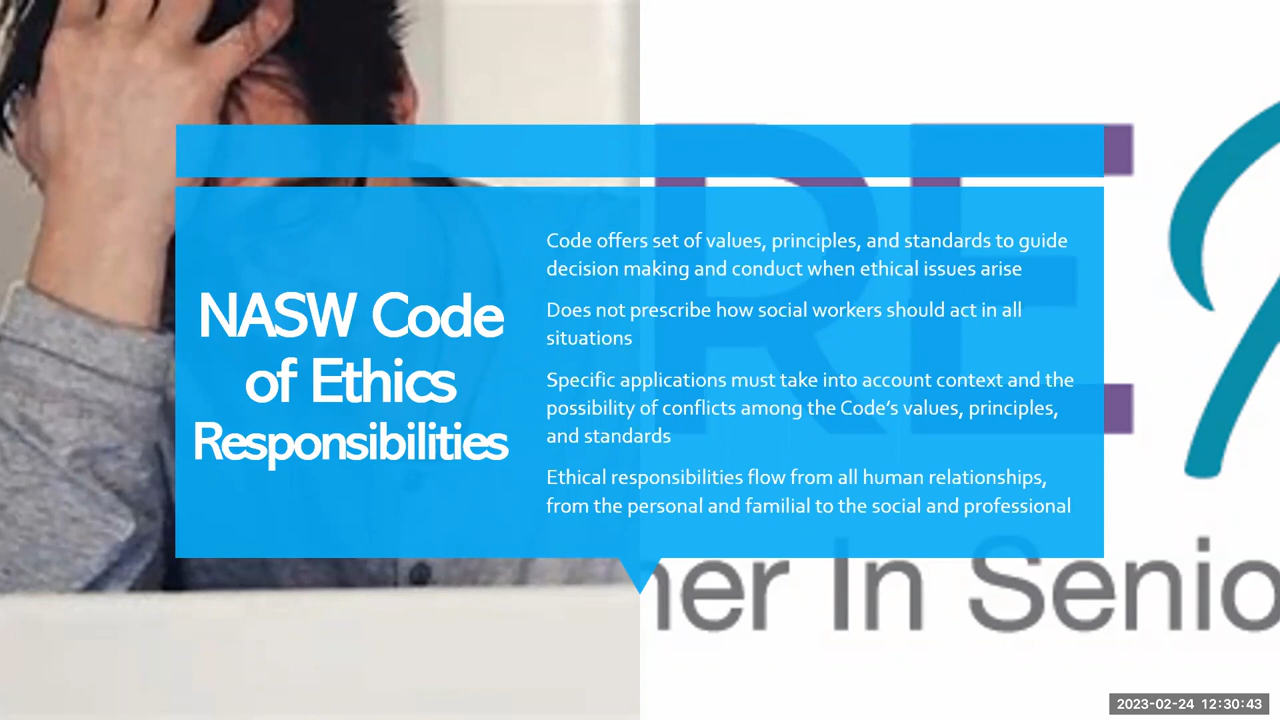 NASW Code
of Ethics
Responsibilities
Code offers set of values, principles, and standards to guide
decision making and conduct when ethical issues arise
Does not prescribe how social workers should act in all
situations
Specific applications must take into account context and the
possibility of conflicts among the Code’s values, principles,
and standards
Ethical responsibilities flow from all human relationships,
from the personal and familial to the social and professional
RE
ner In Senio
2023-02-24 12:30:43